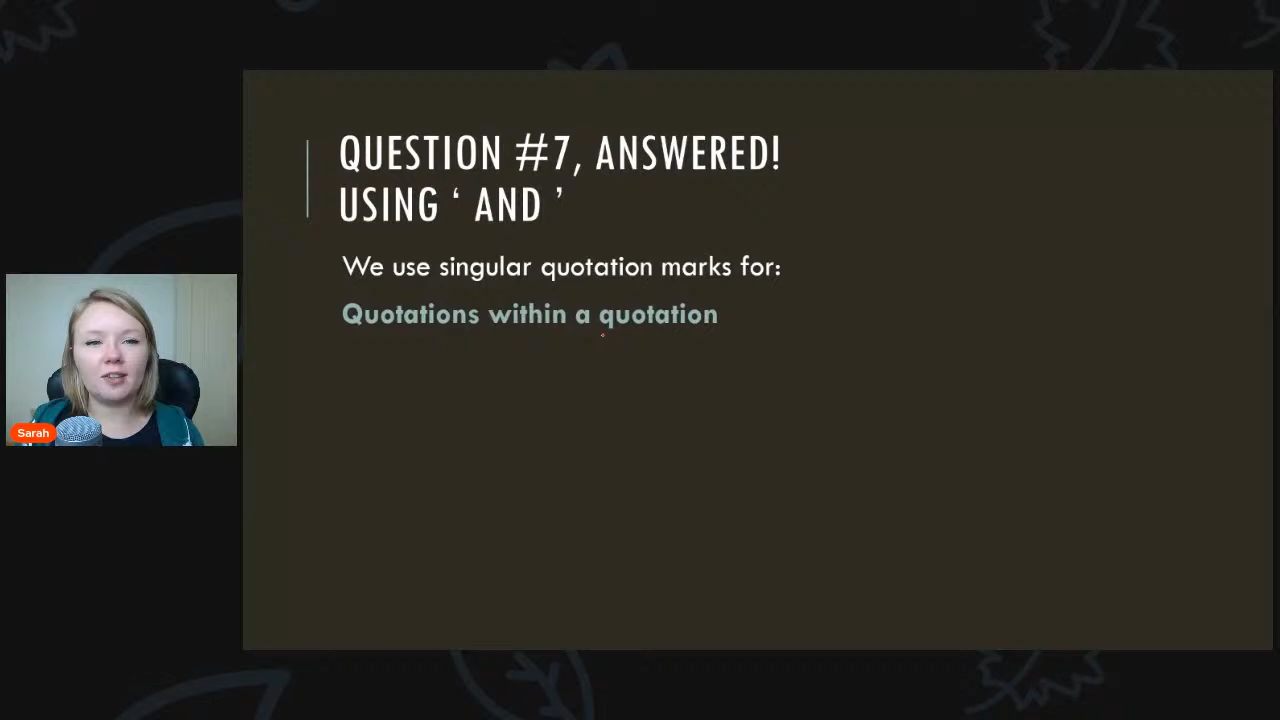 QUESTION #7, ANSWERED!
USING ‘ AND ’
We use singular quotation marks for:
Quotations within a quotation
Sarah